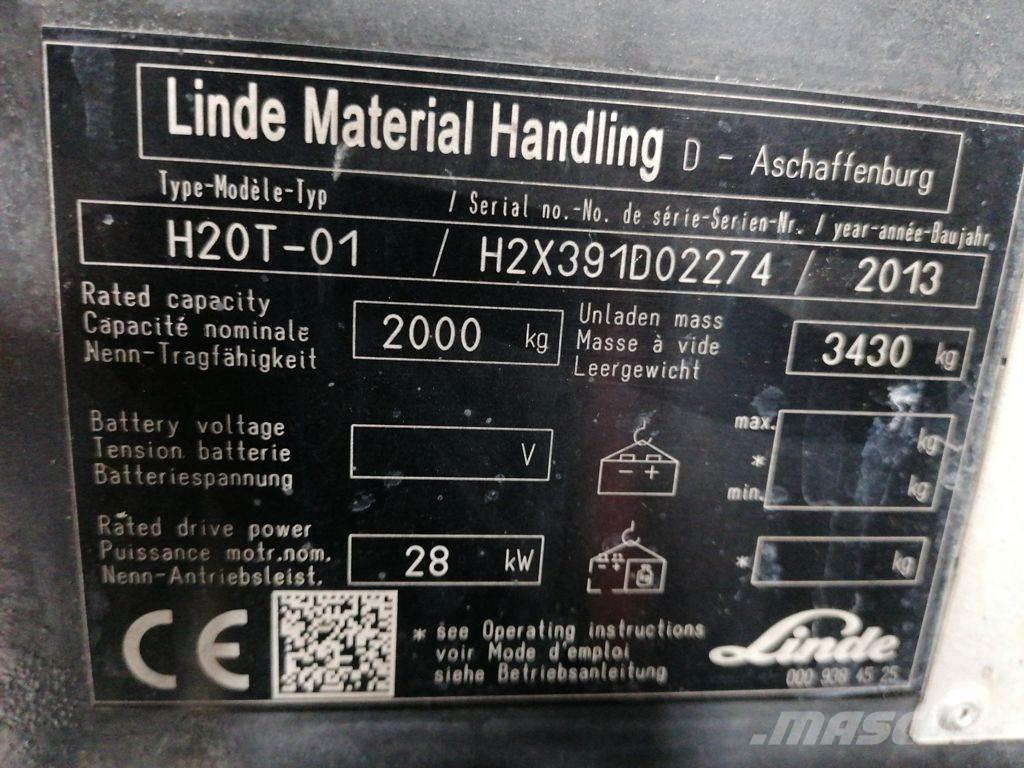 Linde Material Handling D - Aschaffenburg
Type-Modèle-Typ / Serial no.-No. de série-Serien-Nr. / year-année-Baujahr
H20T-01 / H2X391D02274 / 2013
Rated capacity
Capacité nominale
Nenn-Tragfähigkeit
2000 kg
Unladen mass
Masse à vide
Leergewicht
3430 kg
Battery voltage
Tension batterie
Batteriespannung
V
- +
max. kg
*
min. kg
Rated drive power
Puissance motr.nom.
Nenn-Antriebsleist.
28 kW
* kg
CE
* see Operating instructions
voir Mode d'emploi
siehe Betriebsanleitung
Linde
000 938 45 25